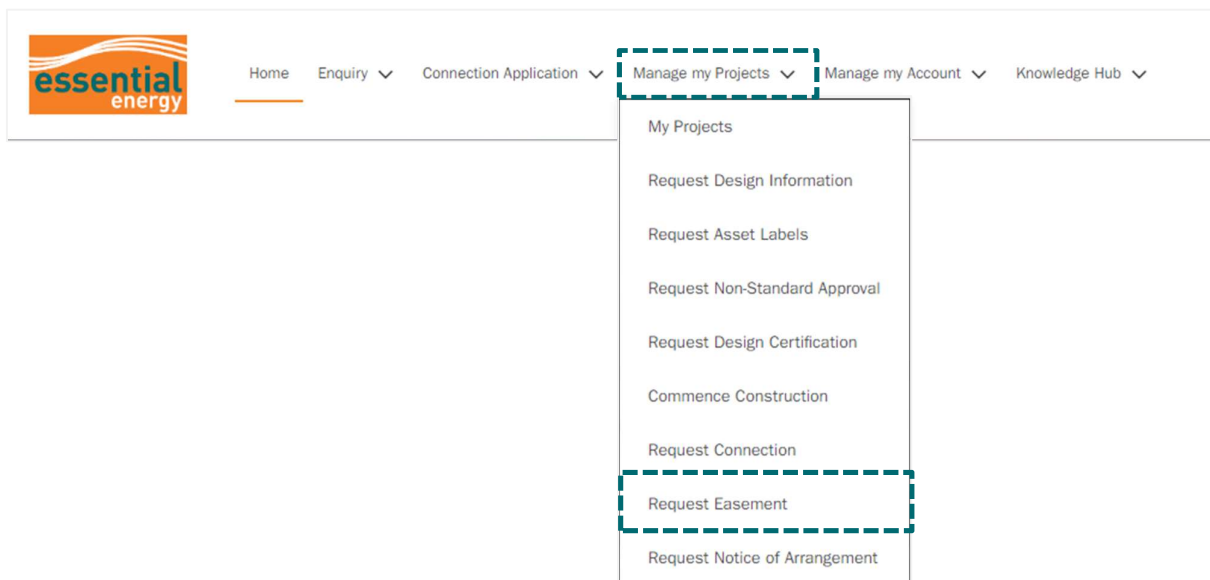 essential
energy
Home Enquiry Connection Application Manage my Projects Manage my Account Knowledge Hub
My Projects
Request Design Information
Request Asset Labels
Request Non-Standard Approval
Request Design Certification
Commence Construction
Request Connection
Request Easement
Request Notice of Arrangement